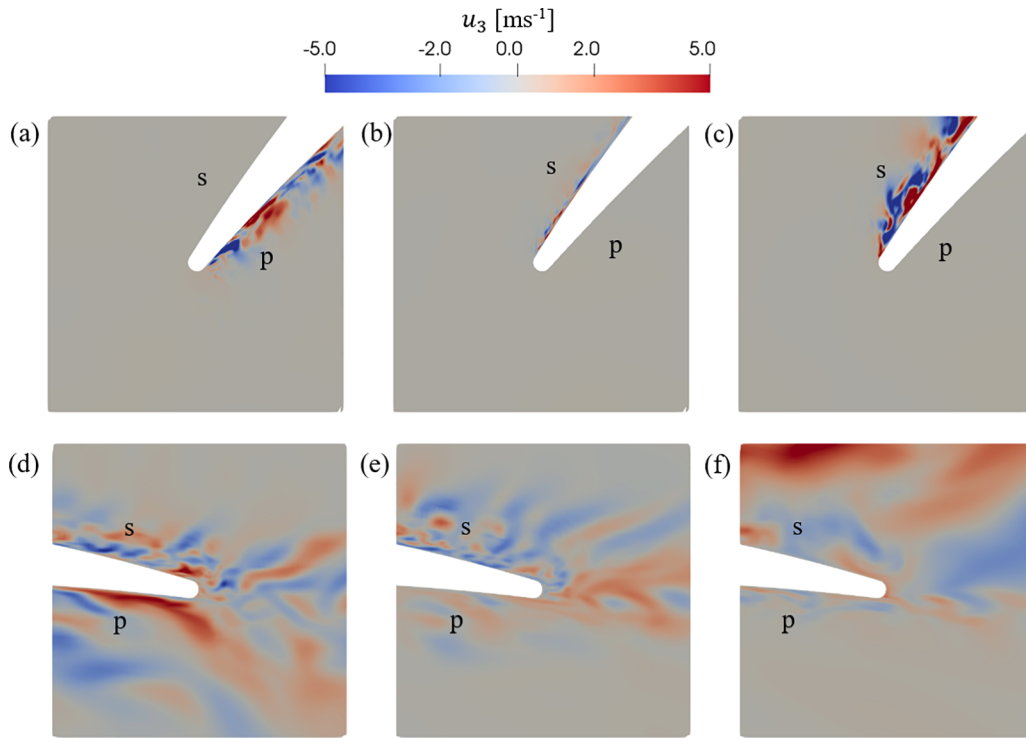 u₃ [ms⁻¹]
-5.0 -2.0 0.0 2.0 5.0
(a) (b) (c)
s s s
p p p
(d) (e) (f)
s s s
p p p